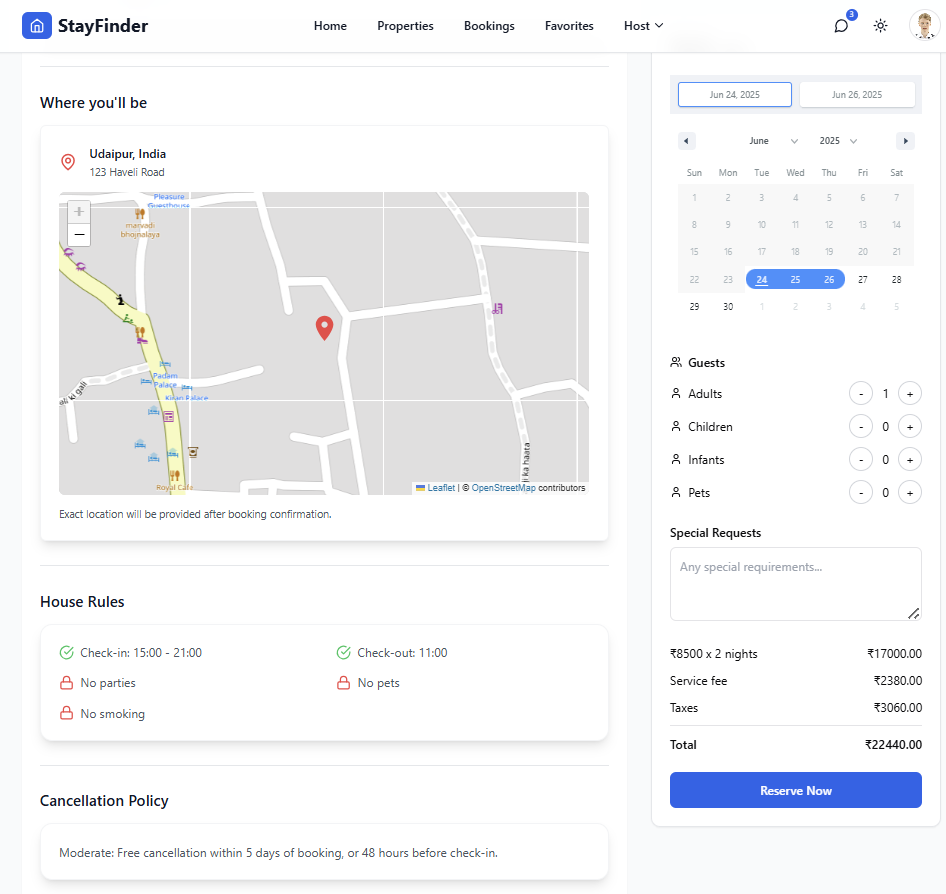 StayFinder
Home Properties Bookings Favorites Host
3
Where you'll be
Udaipur, India
123 Haveli Road
+
−
Pleasure
Guesthouse
marvadi
bhojnalaya
Padam
Palace
Kiran Palace
Royal Cafe
ki gali
ji ka haata
Leaflet | © OpenStreetMap contributors
Exact location will be provided after booking confirmation.
House Rules
Check-in: 15:00 - 21:00 Check-out: 11:00
No parties No pets
No smoking
Cancellation Policy
Moderate: Free cancellation within 5 days of booking, or 48 hours before check-in.
Jun 24, 2025 Jun 26, 2025
June 2025
Sun Mon Tue Wed Thu Fri Sat
1 2 3 4 5 6 7
8 9 10 11 12 13 14
15 16 17 18 19 20 21
22 23 24 25 26 27 28
29 30 1 2 3 4 5
Guests
Adults - 1 +
Children - 0 +
Infants - 0 +
Pets - 0 +
Special Requests
Any special requirements...
₹8500 x 2 nights ₹17000.00
Service fee ₹2380.00
Taxes ₹3060.00
Total ₹22440.00
Reserve Now